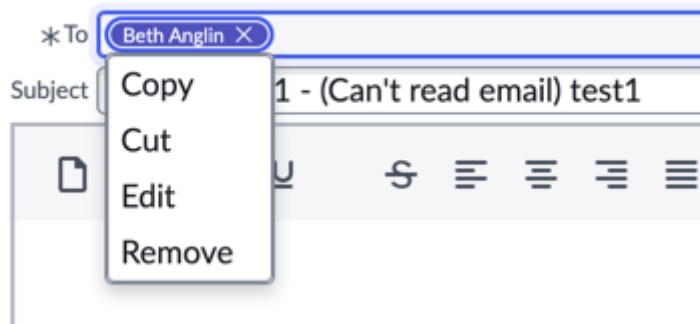 To Beth Anglin
Subject 1 - (Can't read email) test1
Copy
Cut
Edit
Remove